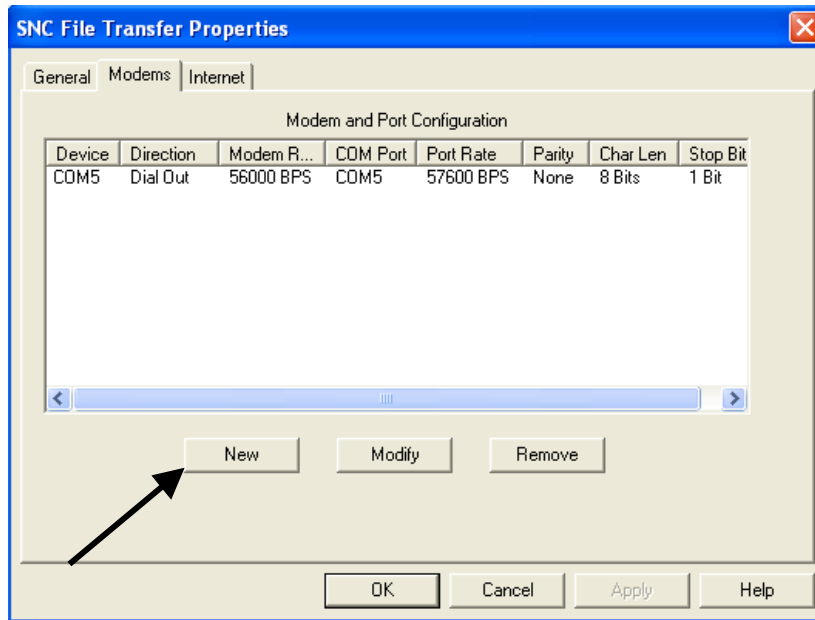 SNC File Transfer Properties
General Modems Internet
Modem and Port Configuration
Device Direction Modem R... COM Port Port Rate Parity Char Len Stop Bit
COM5 Dial Out 56000 BPS COM5 57600 BPS None 8 Bits 1 Bit
New Modify Remove
OK Cancel Apply Help